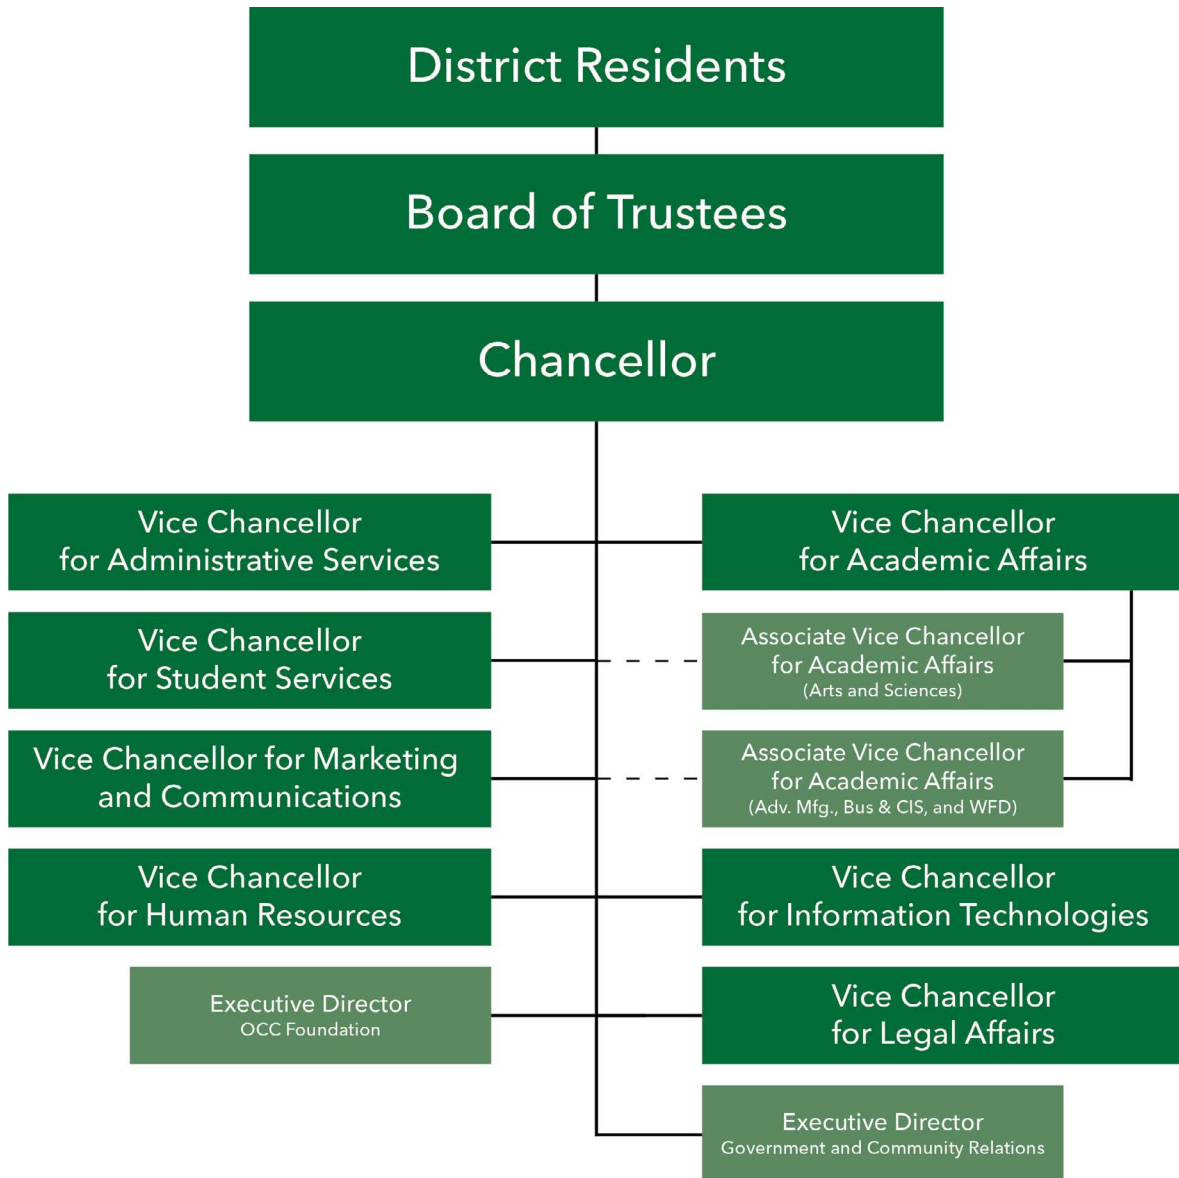 District Residents
Board of Trustees
Chancellor
Vice Chancellor
for Administrative Services
Vice Chancellor
for Academic Affairs
Vice Chancellor
for Student Services
Associate Vice Chancellor
for Academic Affairs
(Arts and Sciences)
Vice Chancellor for Marketing
and Communications
Associate Vice Chancellor
for Academic Affairs
(Adv. Mfg., Bus & CIS, and WFD)
Vice Chancellor
for Human Resources
Vice Chancellor
for Information Technologies
Executive Director
OCC Foundation
Vice Chancellor
for Legal Affairs
Executive Director
Government and Community Relations